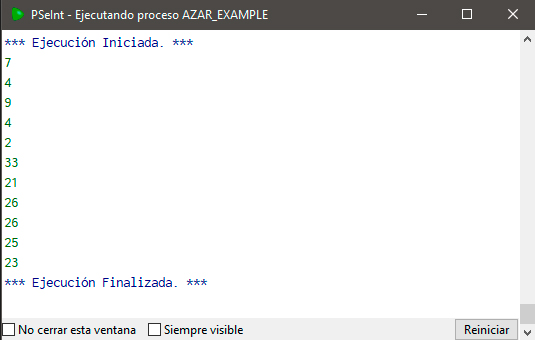 PSeInt - Ejecutando proceso AZAR_EXAMPLE
*** Ejecución Iniciada. ***
7
4
9
4
2
33
21
26
26
25
23
*** Ejecución Finalizada. ***
No cerrar esta ventana Siempre visible Reiniciar